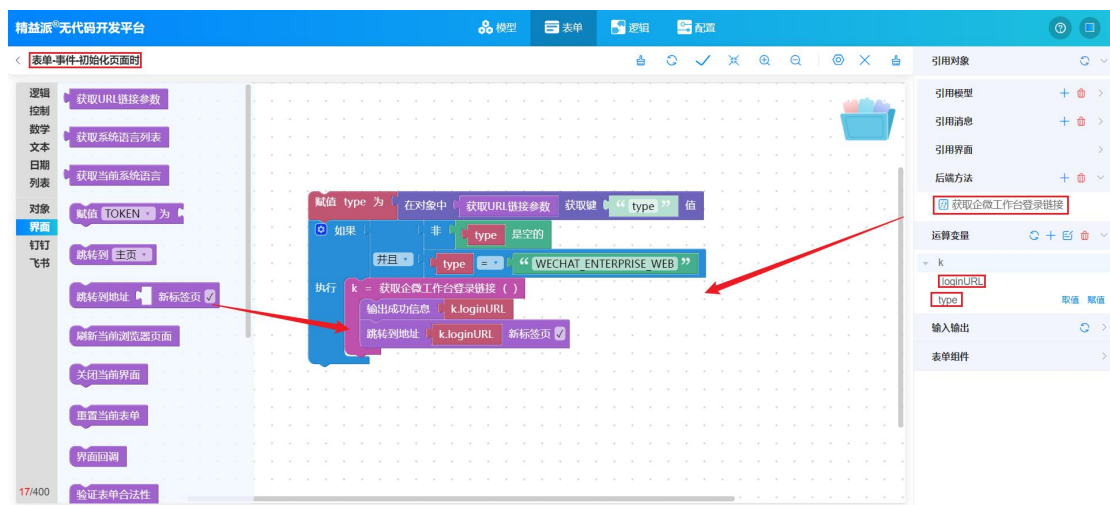 精益派®无代码开发平台
模型
表单
逻辑
配置
表单-事件-初始化页面时
引用对象
逻辑
控制
数学
文本
日期
列表
对象
界面
钉钉
飞书
17/400
获取URL链接参数
获取系统语言列表
获取当前系统语言
赋值 TOKEN 为
跳转到 主页
跳转到地址 新标签页
刷新当前浏览器页面
关闭当前界面
重置当前表单
界面回调
验证表单合法性
赋值 type 为 在对象中 获取URL链接参数 获取键 “ type ” 值
如果 非 type 是空的
并且 type = “ WECHAT_ENTERPRISE_WEB ”
执行 k = 获取企微工作台登录链接 ( )
输出成功信息 k.loginURL
跳转到地址 k.loginURL 新标签页
引用模型
引用消息
引用界面
后端方法
获取企微工作台登录链接
运算变量
k
loginURL
type 取值 赋值
输入输出
表单组件